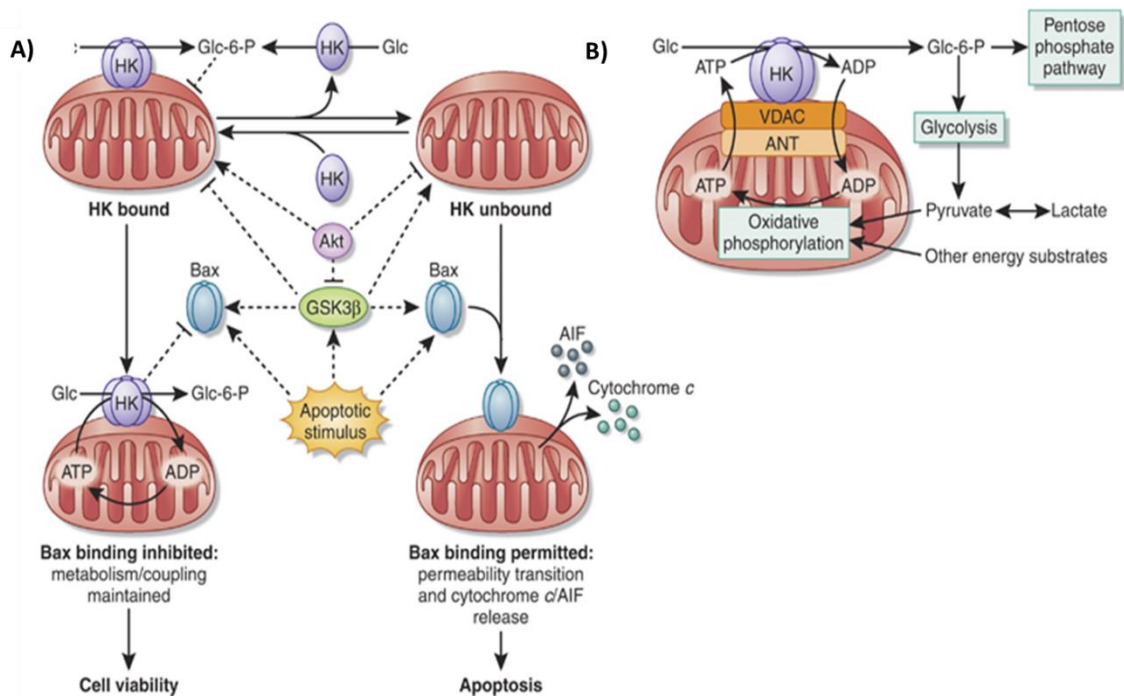 A)
Glc-6-P
HK
Glc
HK
HK
HK bound
HK unbound
Akt
Bax
GSK3β
Bax
AIF
Cytochrome c
Apoptotic
stimulus
Glc
HK
Glc-6-P
ATP
ADP
Bax binding inhibited:
metabolism/coupling
maintained
Bax binding permitted:
permeability transition
and cytochrome c/AIF
release
Cell viability
Apoptosis
B)
Glc
Glc-6-P
Pentose
phosphate
pathway
ATP
HK
ADP
VDAC
ANT
Glycolysis
ATP
ADP
Oxidative
phosphorylation
Pyruvate
Lactate
Other energy substrates